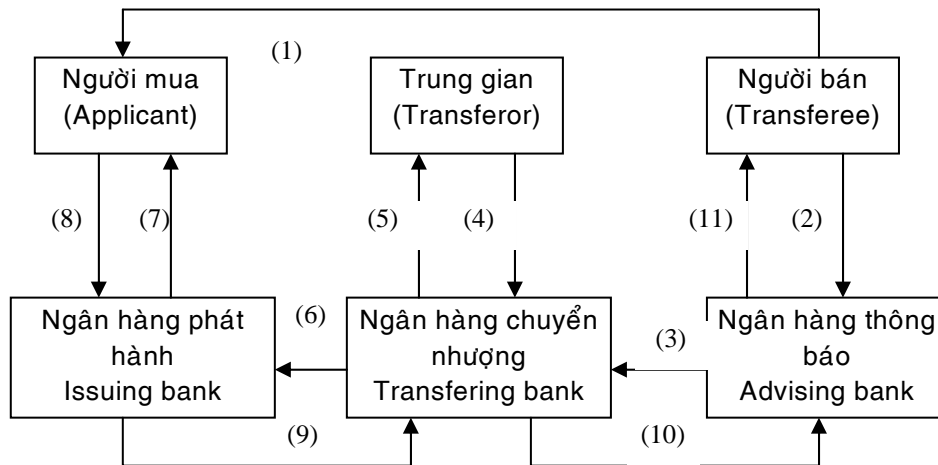 (1)
Người mua
(Applicant)
Trung gian
(Transferor)
Người bán
(Transferee)
(8)
(7)
(5)
(4)
(11)
(2)
Ngân hàng phát
hành
Issuing bank
(6)
Ngân hàng chuyển
nhượng
Transfering bank
(3)
Ngân hàng thông
báo
Advising bank
(9)
(10)